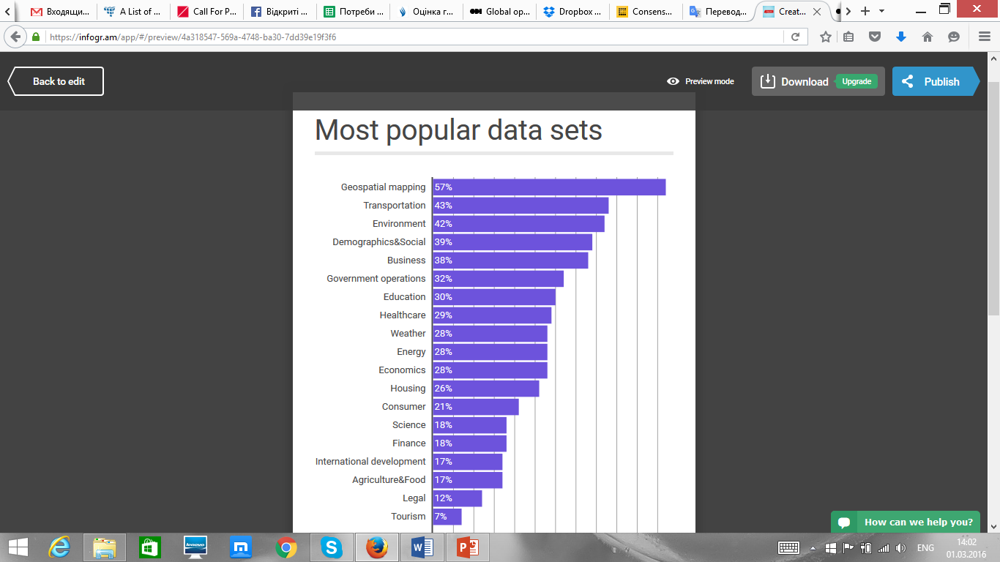 Входящи...
A List of ...
Call For P...
Відкриті ...
Потреби ...
Оцінка г...
Global op...
Dropbox ...
Consens...
Перевод...
Creat...
https://infogr.am/app/#/preview/4a318547-569a-4748-ba30-7dd39e19f3f6
Back to edit
Preview mode
Download
Upgrade
Publish
Most popular data sets
Geospatial mapping 57%
Transportation 43%
Environment 42%
Demographics&Social 39%
Business 38%
Government operations 32%
Education 30%
Healthcare 29%
Weather 28%
Energy 28%
Economics 28%
Housing 26%
Consumer 21%
Science 18%
Finance 18%
International development 17%
Agriculture&Food 17%
Legal 12%
Tourism 7%
How can we help you?
lenovo
ENG
14:02
01.03.2016